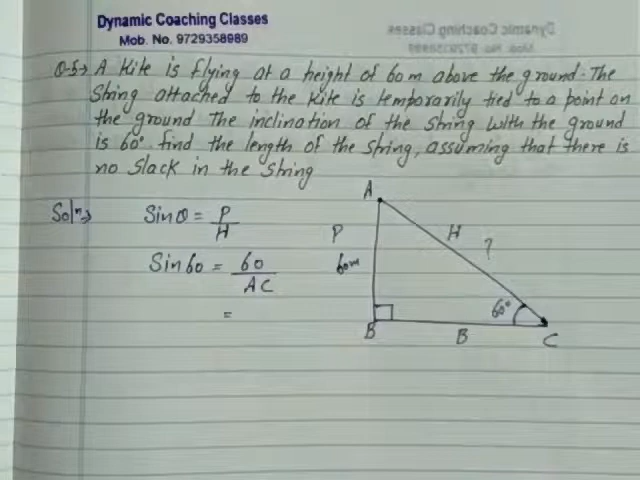 Dynamic Coaching Classes
Mob. No. 9729358989
Q-5→ A Kite is flying at a height of 60 m above the ground. The
String attached to the Kite is temporarily tied to a point on
the ground The inclination of the String with the ground
is 60°. find the length of the String, assuming that there is
no Slack in the String
Solⁿ→ Sinθ = P/H
Sin60 = 60/AC
=
A
P H
?
60m
60°
B B C